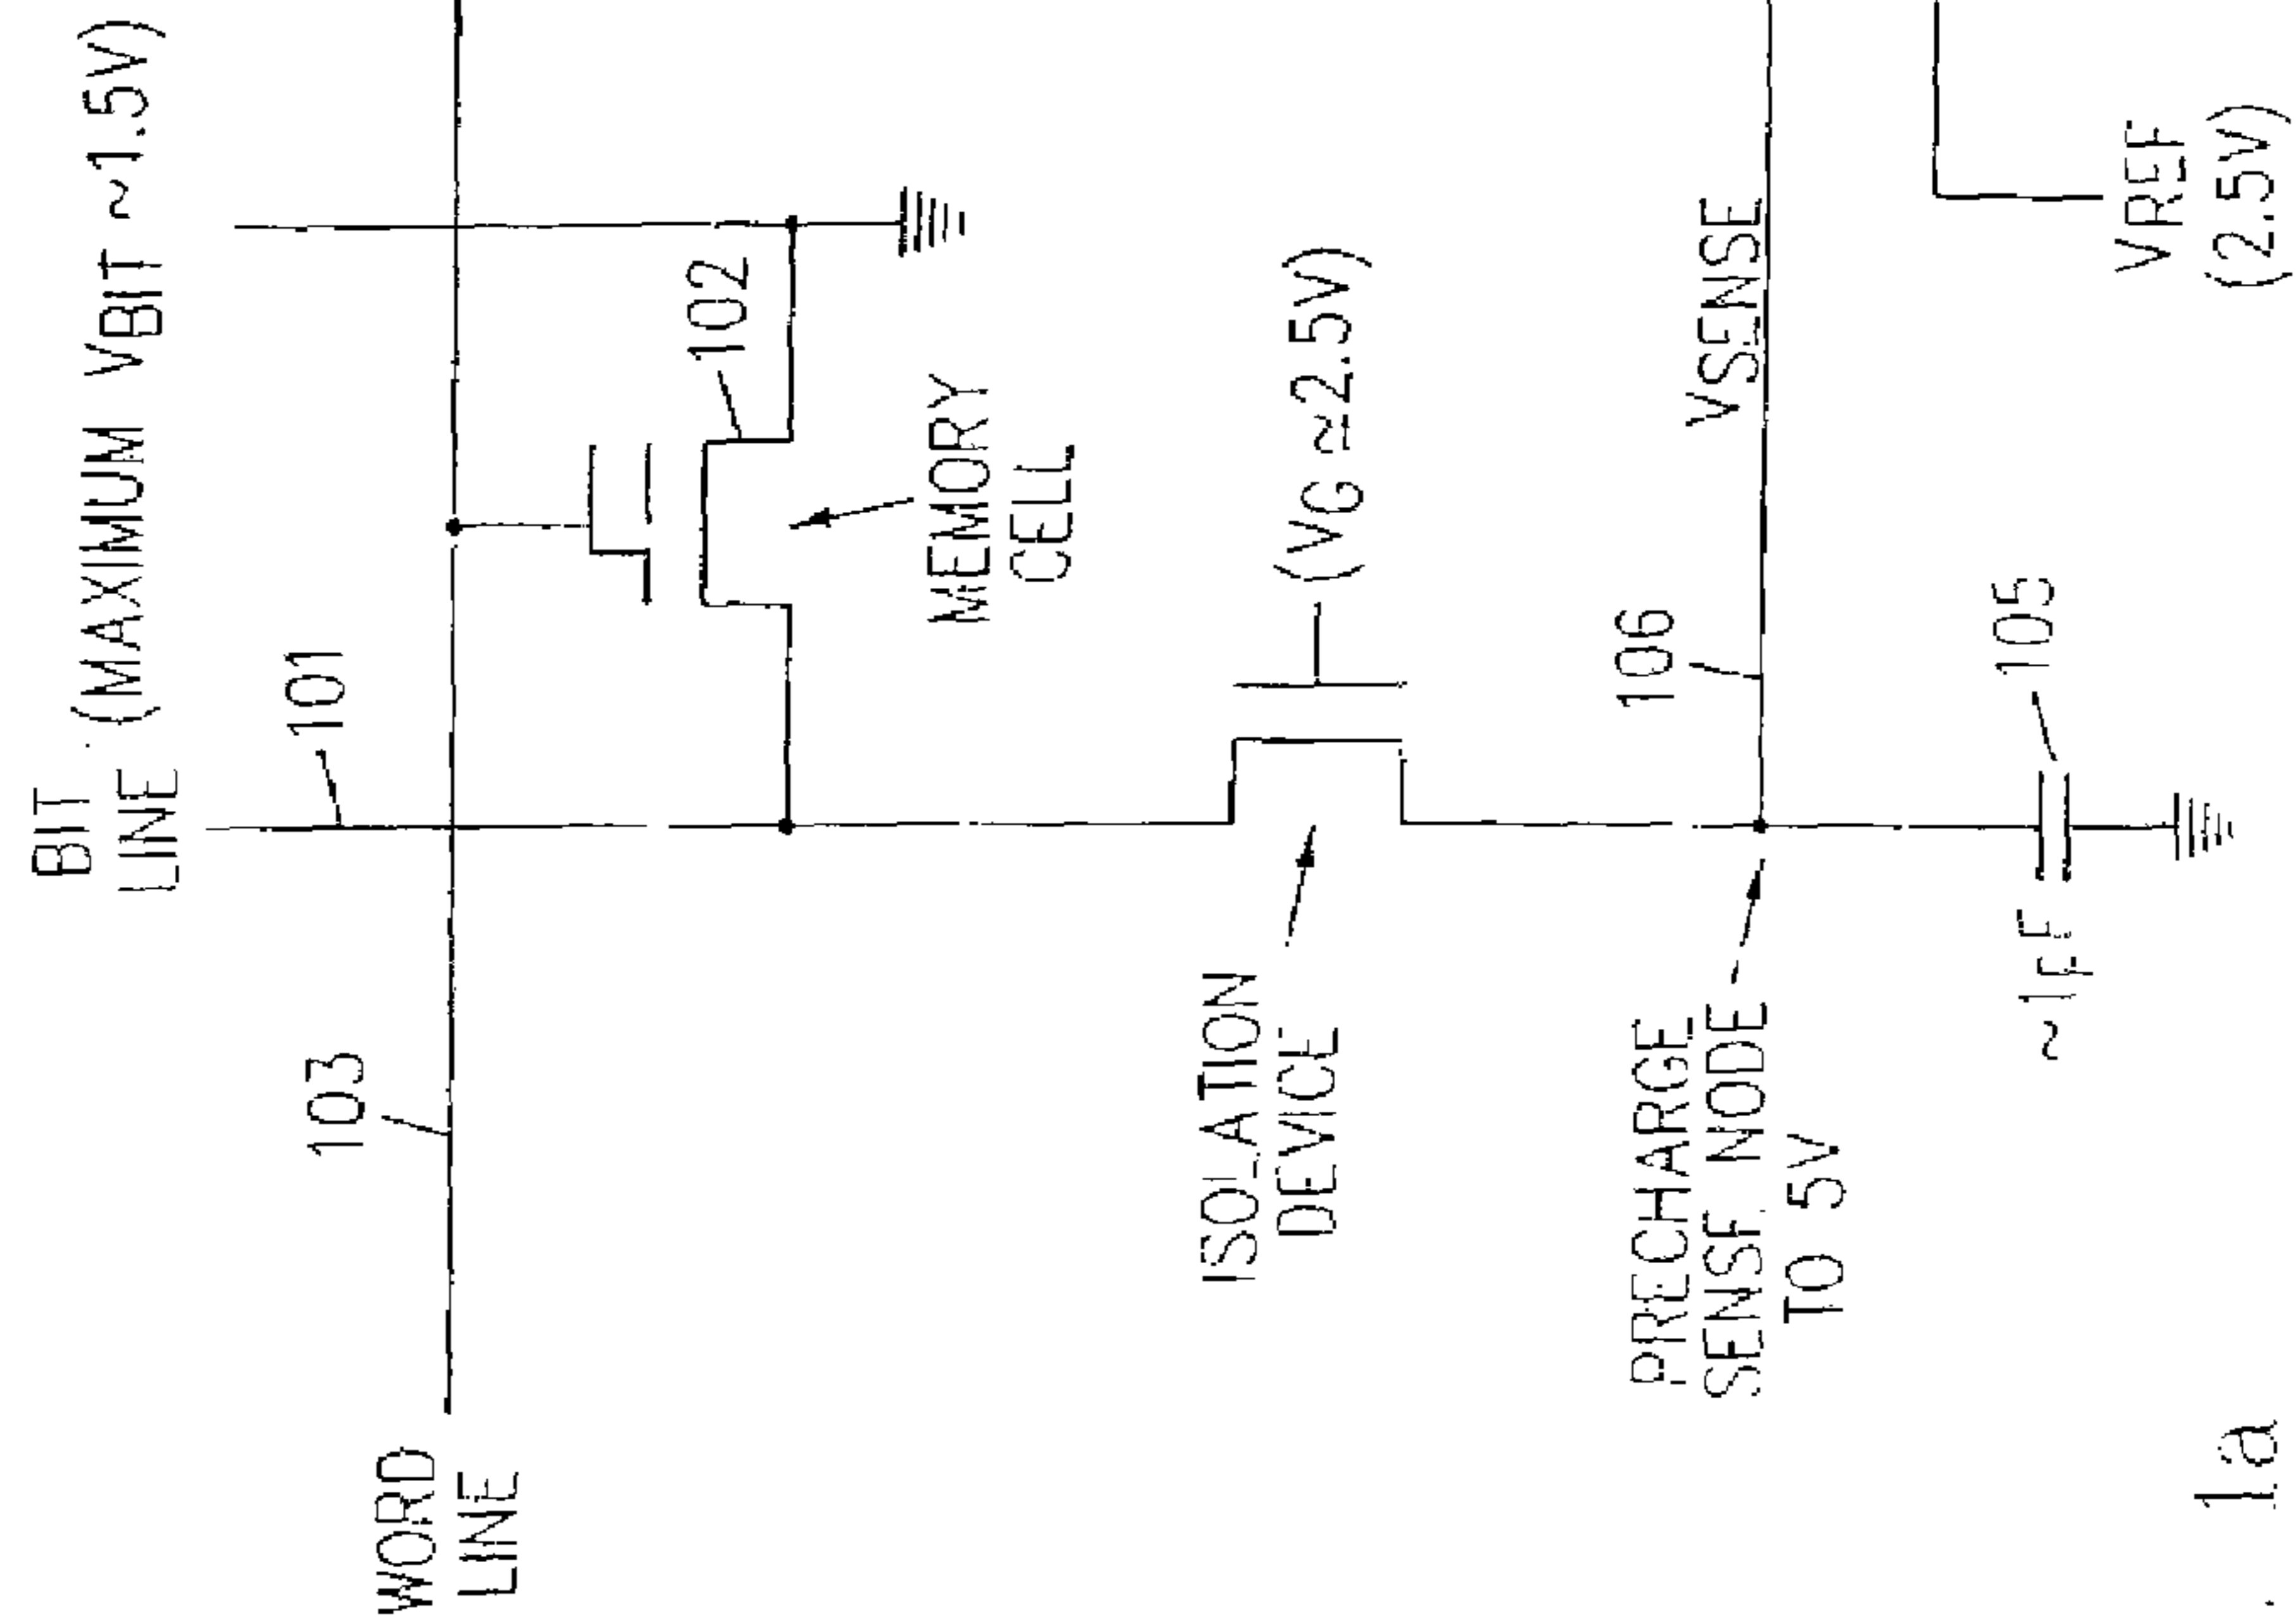 BIT
LINE
(MAXIMUM VBIT ~1.5V)
101
103
WORD
LINE
102
MEMORY
CELL
ISOLATION
DEVICE
(VG ≃2.5V)
PRECHARGE
SENSE NODE
TO 5V
106
VSENSE
~1pF
105
VREF
(2.5V)
1a